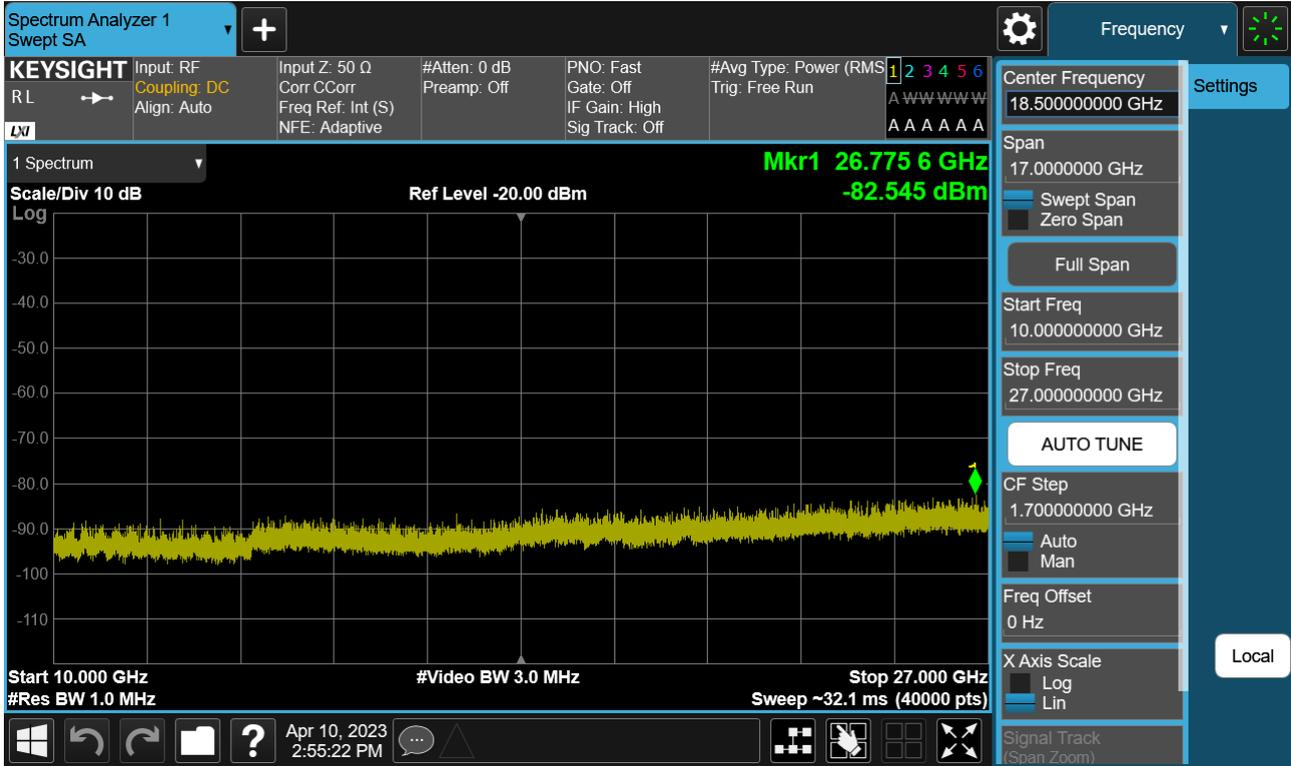 Spectrum Analyzer 1
Swept SA
Frequency
KEYSIGHT
R L
LXI
Input: RF
Coupling: DC
Align: Auto
Input Z: 50 Ω
Corr CCorr
Freq Ref: Int (S)
NFE: Adaptive
#Atten: 0 dB
Preamp: Off
PNO: Fast
Gate: Off
IF Gain: High
Sig Track: Off
#Avg Type: Power (RMS
Trig: Free Run
1 2 3 4 5 6
A W W W W W
A A A A A A
1 Spectrum
Scale/Div 10 dB
Log
Ref Level -20.00 dBm
Mkr1 26.775 6 GHz
-82.545 dBm
-30.0
-40.0
-50.0
-60.0
-70.0
-80.0
-90.0
-100
-110
1
Start 10.000 GHz
#Res BW 1.0 MHz
#Video BW 3.0 MHz
Stop 27.000 GHz
Sweep ~32.1 ms (40000 pts)
Center Frequency
18.500000000 GHz
Span
17.0000000 GHz
Swept Span
Zero Span
Full Span
Start Freq
10.000000000 GHz
Stop Freq
27.000000000 GHz
AUTO TUNE
CF Step
1.700000000 GHz
Auto
Man
Freq Offset
0 Hz
X Axis Scale
Log
Lin
Signal Track
(Span Zoom)
Settings
Local
?
Apr 10, 2023
2:55:22 PM